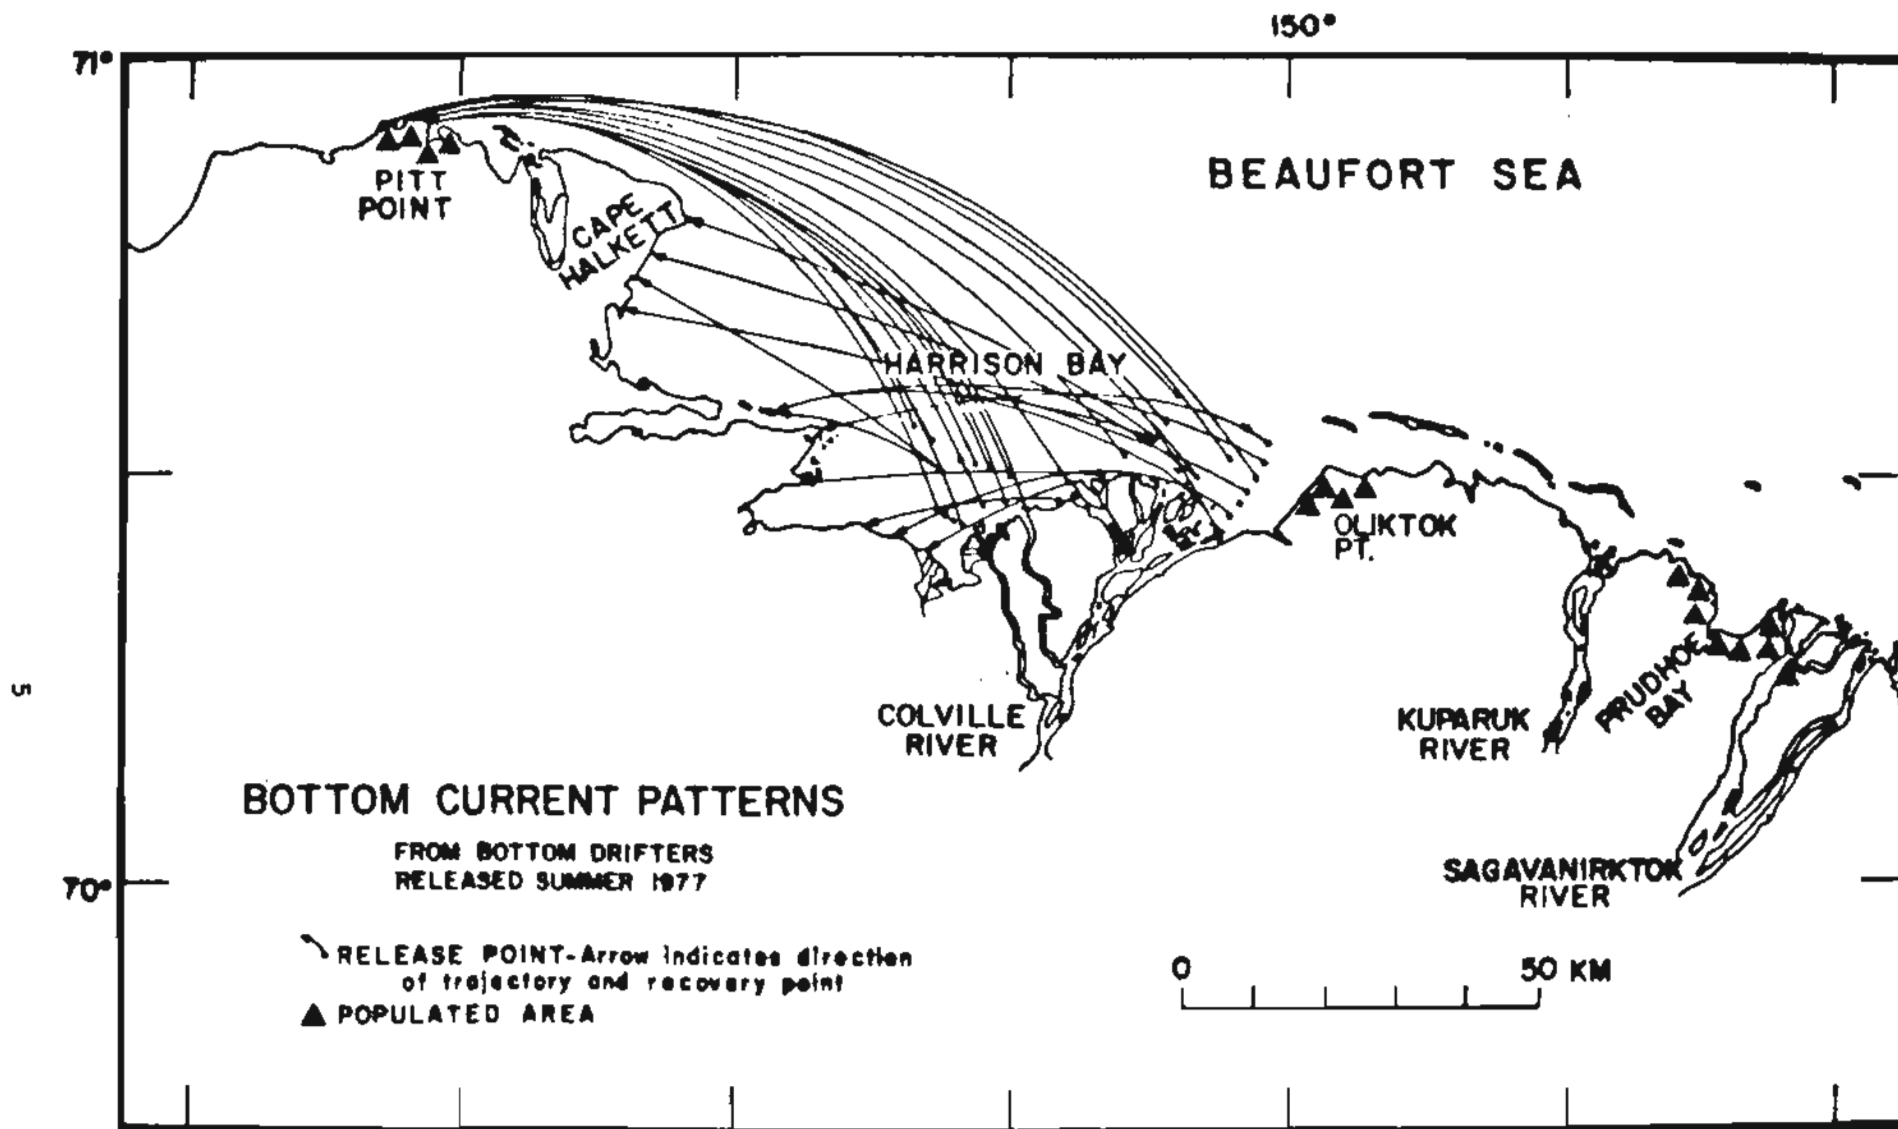 150°
71°
BEAUFORT SEA
PITT
POINT
CAPE
HALKETT
HARRISON BAY
OLIKTOK
PT.
5
COLVILLE
RIVER
KUPARUK
RIVER
PRUDHOE
BAY
BOTTOM CURRENT PATTERNS
FROM BOTTOM DRIFTERS
RELEASED SUMMER 1977
70°
SAGAVANIRKTOK
RIVER
RELEASE POINT-Arrow indicates direction
of trajectory and recovery point
POPULATED AREA
0 50 KM